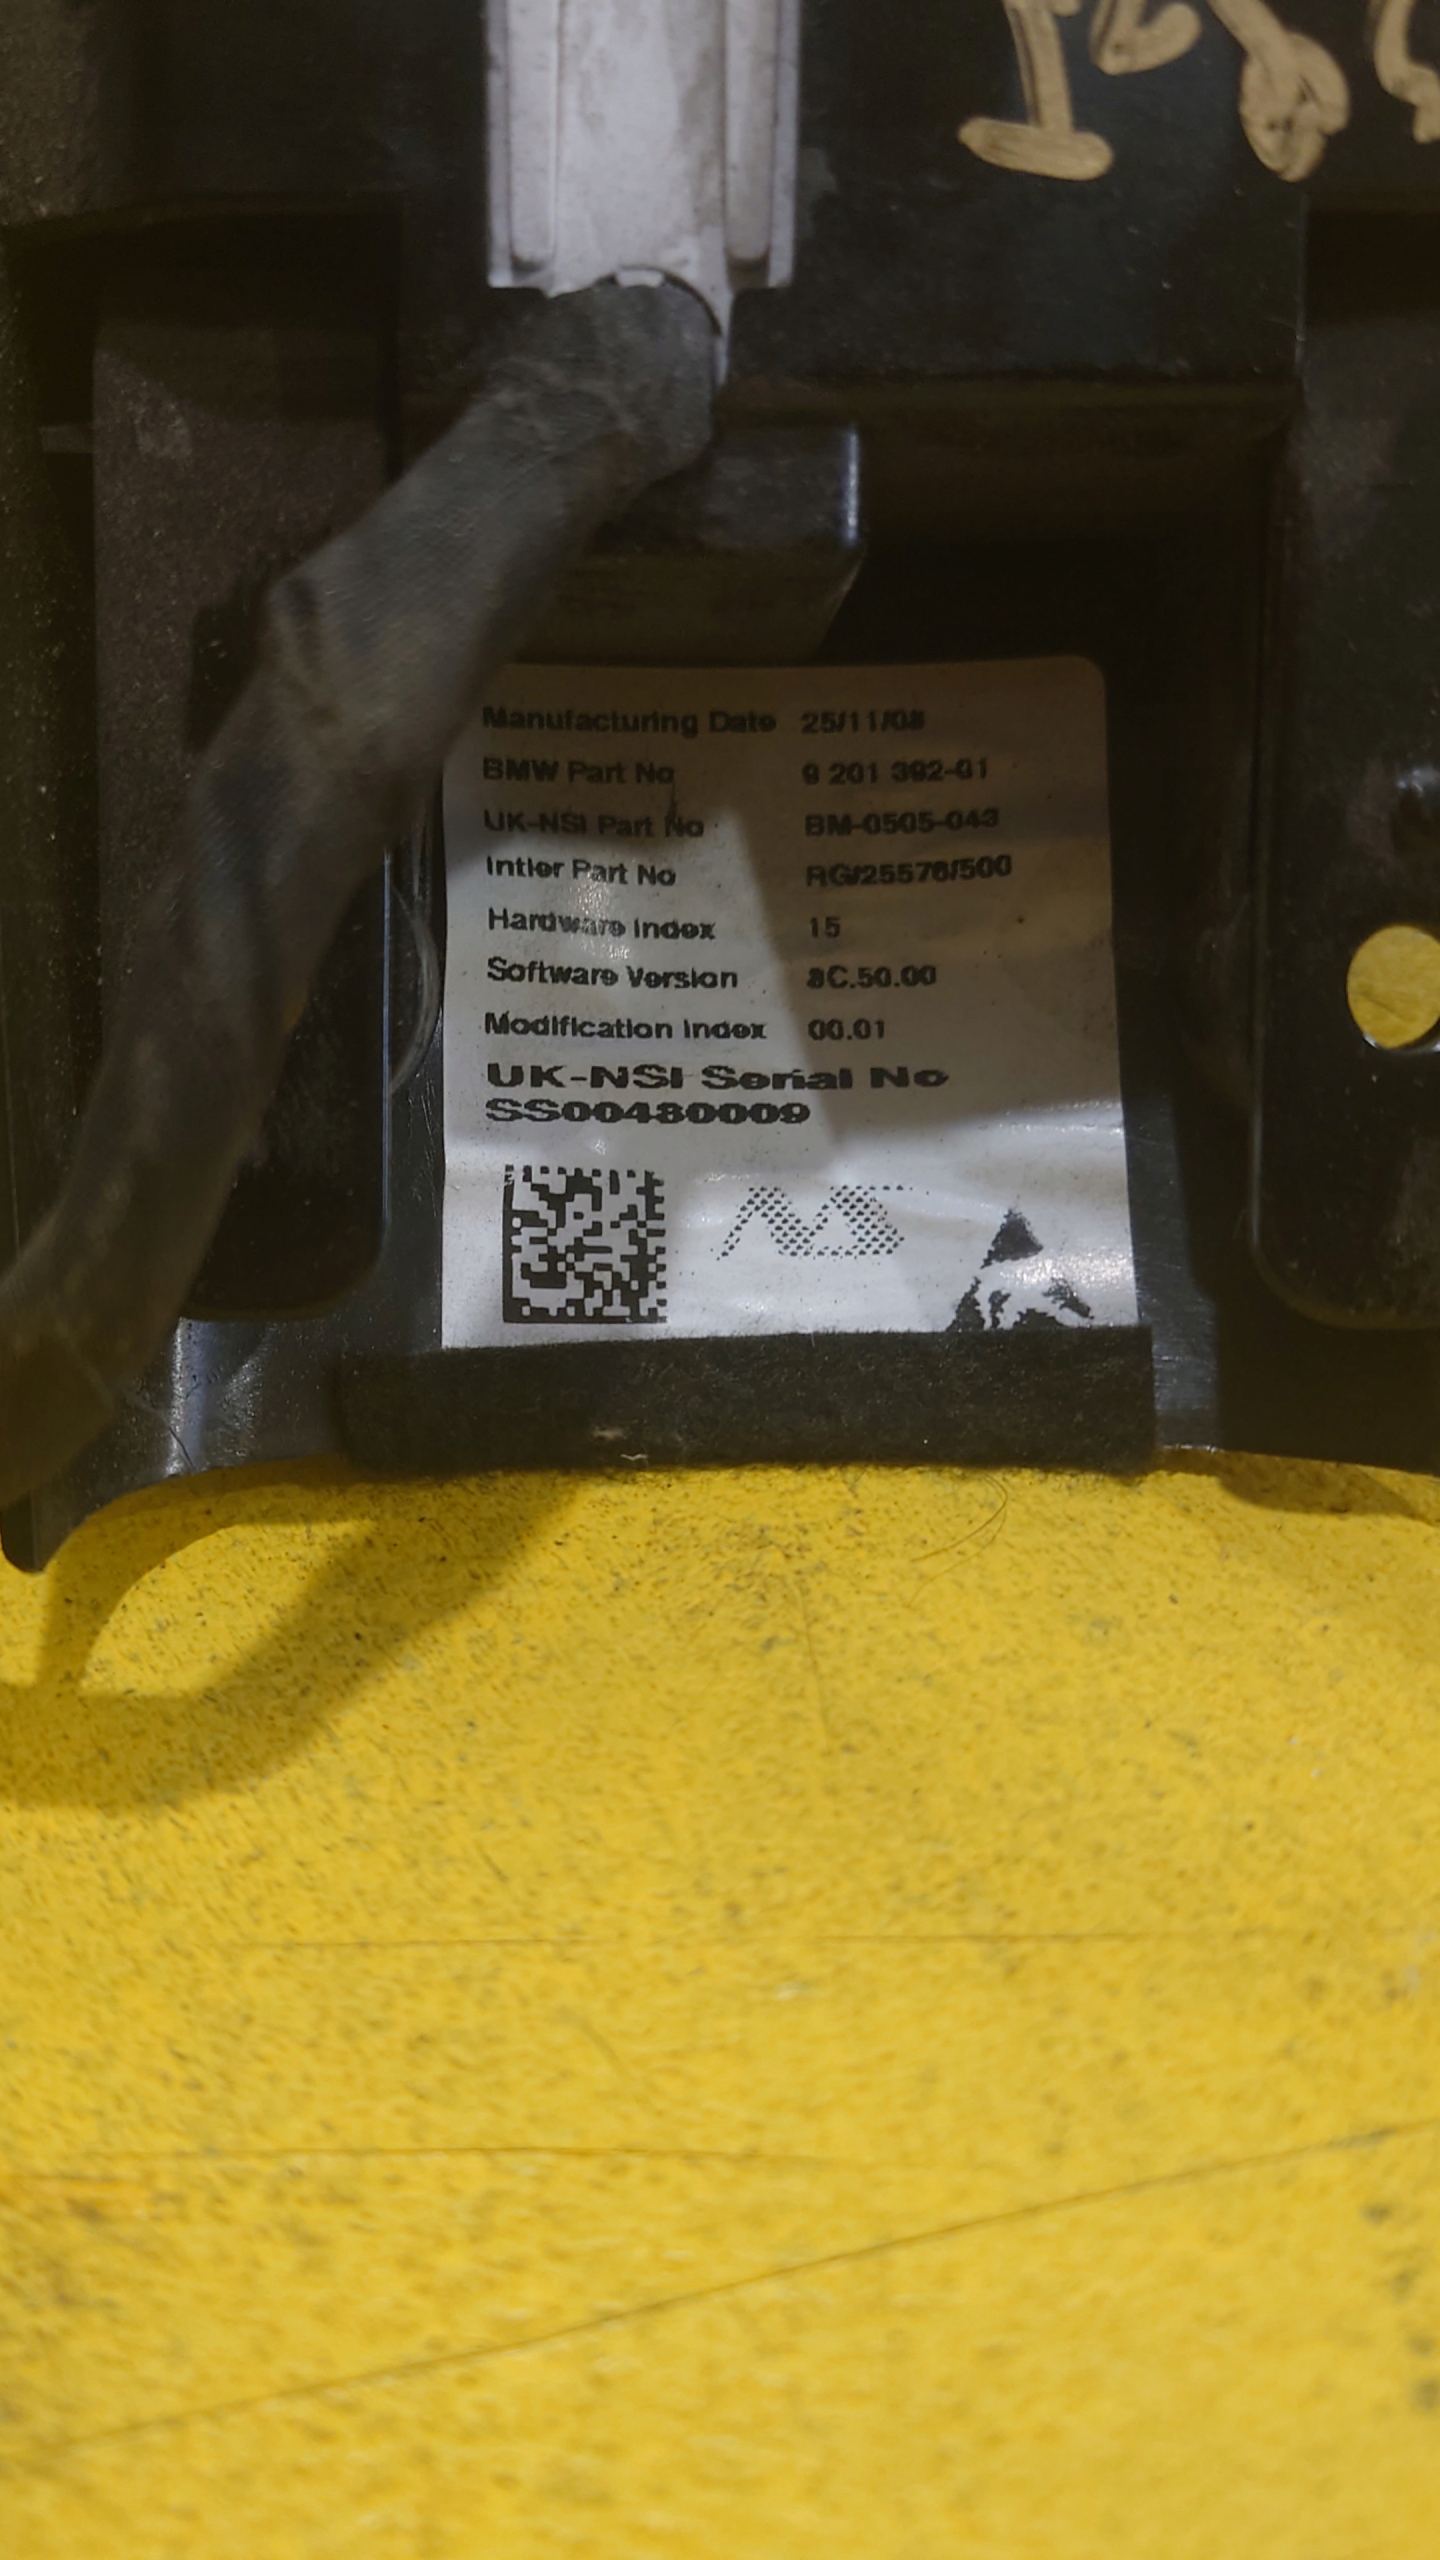 Manufacturing Date 25/11/08
BMW Part No 9 201 392-01
UK-NSI Part No BM-0505-043
Intier Part No RG/25576/500
Hardware Index 15
Software Version 8C.50.00
Modification Index 00.01
UK-NSI Serial No
SS00480009